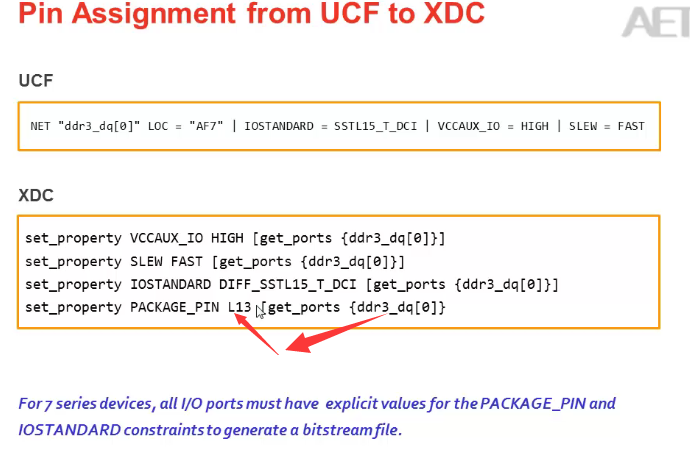 Pin Assignment from UCF to XDC
AEI
UCF
NET "ddr3_dq[0]" LOC = "AF7" | IOSTANDARD = SSTL15_T_DCI | VCCAUX_IO = HIGH | SLEW = FAST
XDC
set_property VCCAUX_IO HIGH [get_ports {ddr3_dq[0]}]
set_property SLEW FAST [get_ports {ddr3_dq[0]}]
set_property IOSTANDARD DIFF_SSTL15_T_DCI [get_ports {ddr3_dq[0]}]
set_property PACKAGE_PIN L13 [get_ports {ddr3_dq[0]}
For 7 series devices, all I/O ports must have explicit values for the PACKAGE_PIN and
IOSTANDARD constraints to generate a bitstream file.